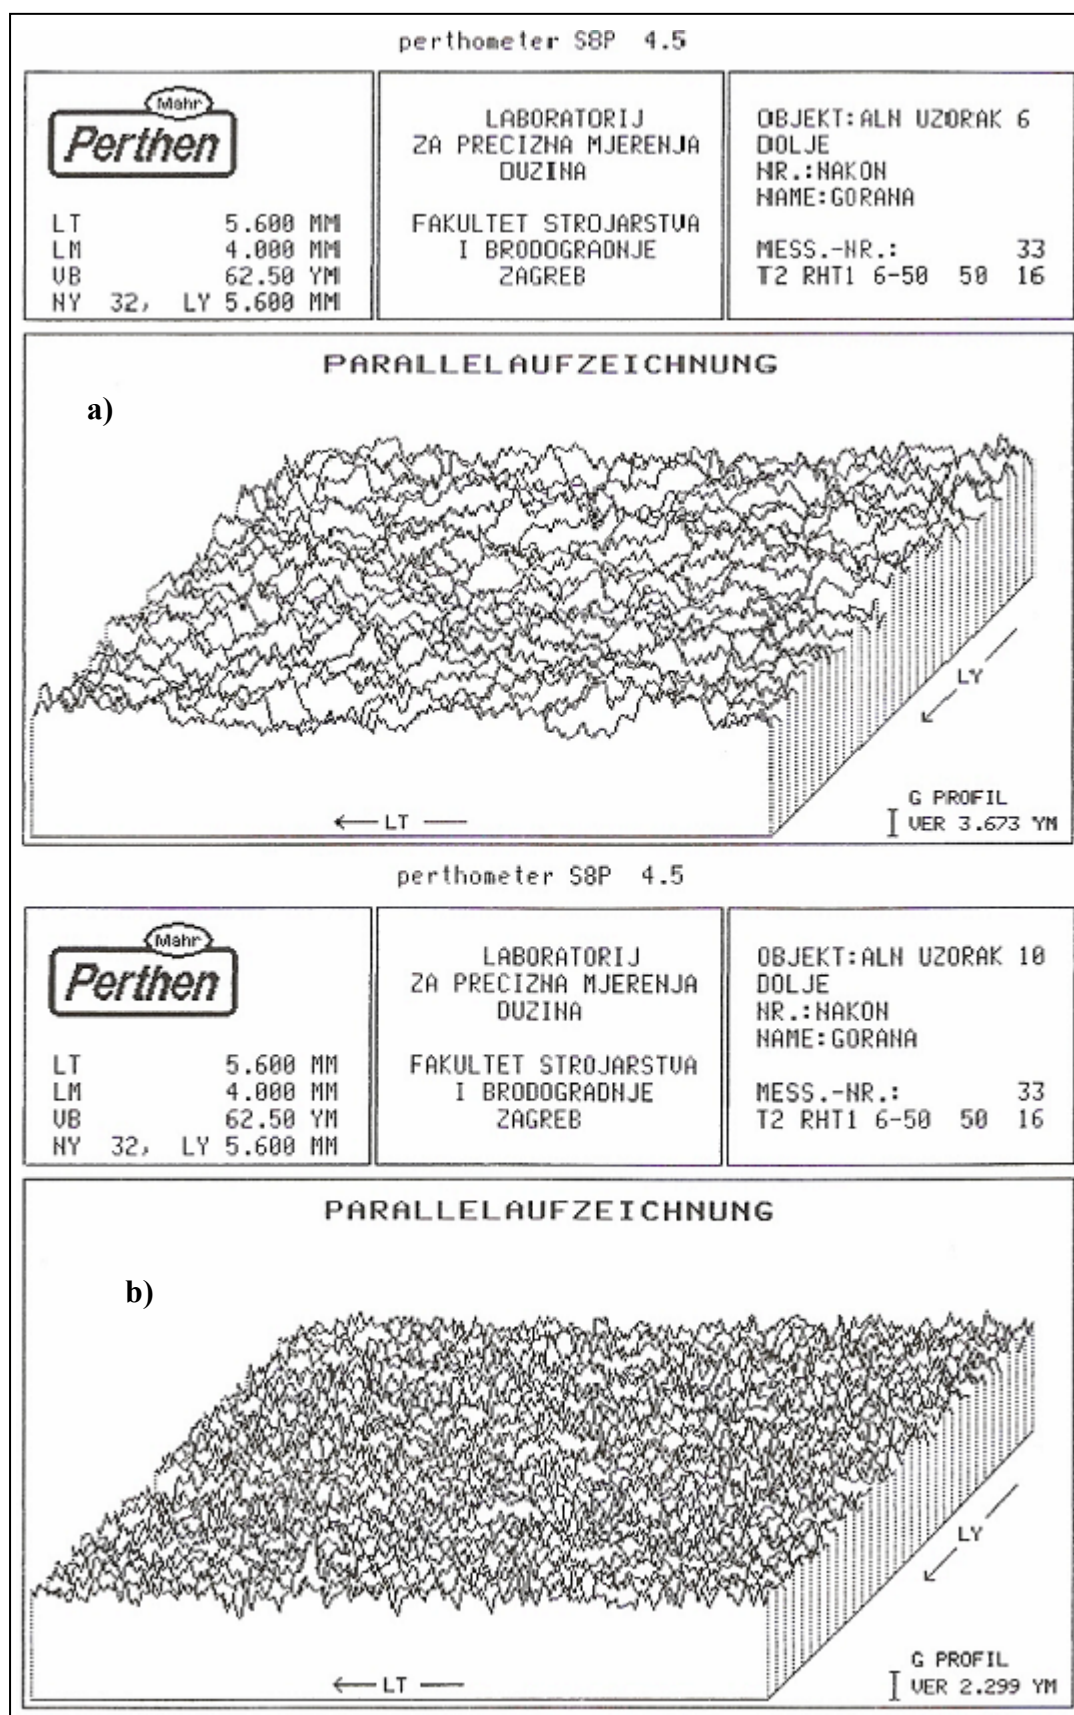 perthometer S8P 4.5
Mahr
Perthen
LT 5.600 MM
LM 4.000 MM
VB 62.50 YM
NY 32, LY 5.600 MM
LABORATORIJ
ZA PRECIZNA MJERENJA
DUZINA
FAKULTET STROJARSTVA
I BRODOGRADNJE
ZAGREB
OBJEKT:ALN UZORAK 6
DOLJE
NR.:NAKON
NAME:GORANA
MESS.-NR.: 33
T2 RHT1 6-50 50 16
PARALLELAUFZEICHNUNG
a)
LY
LT
G PROFIL
VER 3.673 YM
perthometer S8P 4.5
Mahr
Perthen
LT 5.600 MM
LM 4.000 MM
VB 62.50 YM
NY 32, LY 5.600 MM
LABORATORIJ
ZA PRECIZNA MJERENJA
DUZINA
FAKULTET STROJARSTVA
I BRODOGRADNJE
ZAGREB
OBJEKT:ALN UZORAK 10
DOLJE
NR.:NAKON
NAME:GORANA
MESS.-NR.: 33
T2 RHT1 6-50 50 16
PARALLELAUFZEICHNUNG
b)
LY
LT
G PROFIL
VER 2.299 YM